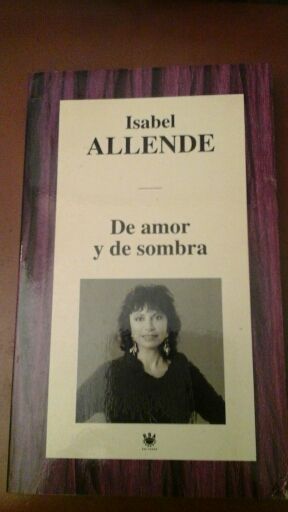 Isabel
ALLENDE
De amor
y de sombra